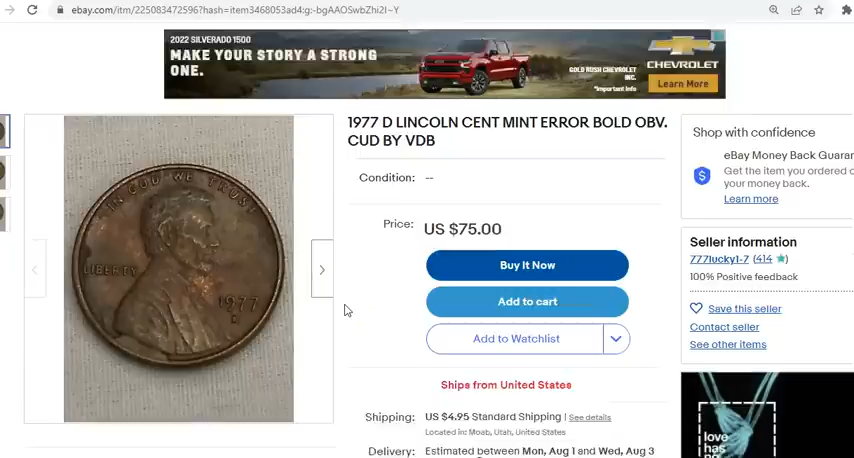 ebay.com/itm/225083472596?hash=item3468053ad4:g:-bgAAOSwbZhi2I~Y
2022 SILVERADO 1500
MAKE YOUR STORY A STRONG
ONE.
GOLD RUSH CHEVROLET
INC.
*Important Info
CHEVROLET
Learn More
IN GOD WE TRUST
LIBERTY
1977
D
1977 D LINCOLN CENT MINT ERROR BOLD OBV.
CUD BY VDB
Condition: --
Price: US $75.00
Buy It Now
Add to cart
Add to Watchlist
Ships from United States
Shipping: US $4.95 Standard Shipping | See details
Located in: Moab, Utah, United States
Delivery: Estimated between Mon, Aug 1 and Wed, Aug 3
Shop with confidence
eBay Money Back Guarar
Get the item you ordered o
your money back.
Learn more
Seller information
777lucky1-7 (414)
100% Positive feedback
Save this seller
Contact seller
See other items
love
has